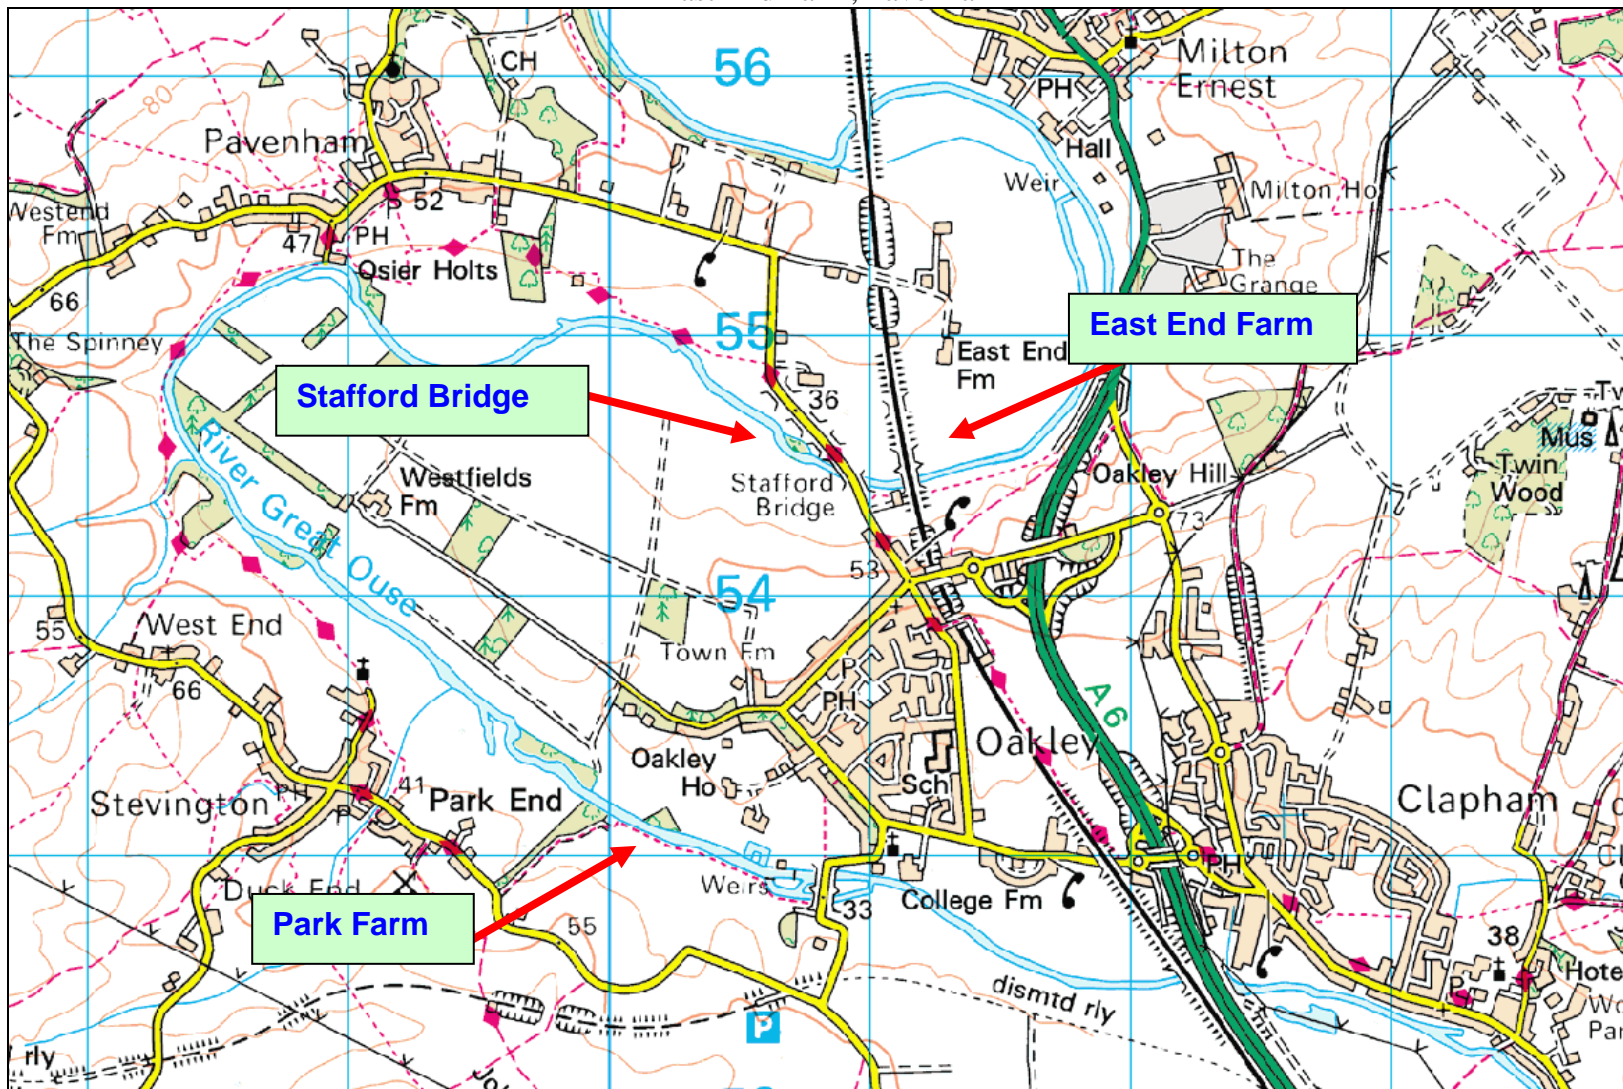 56
CH
Milton
Ernest
PH
80
Pavenham
Hall
Weir
Milton Ho
Westend
Fm
P
52
47
PH
Osier Holts
The
Grange
66
The Spinney
55
East End Farm
East End
Fm
Stafford Bridge
36
Mus
Twin
Wood
River Great Ouse
Westfields
Fm
Stafford
Bridge
Oakley Hill
73
53
54
55
West End
Town Fm
66
P
PH
A6
Oakley
Oakley
Ho
Sch
Stevington
PH
P
41
Park End
Clapham
Duck End
Weirs
33
College Fm
PH
Park Farm
55
38
P
Hote
dismtd rly
P
rly